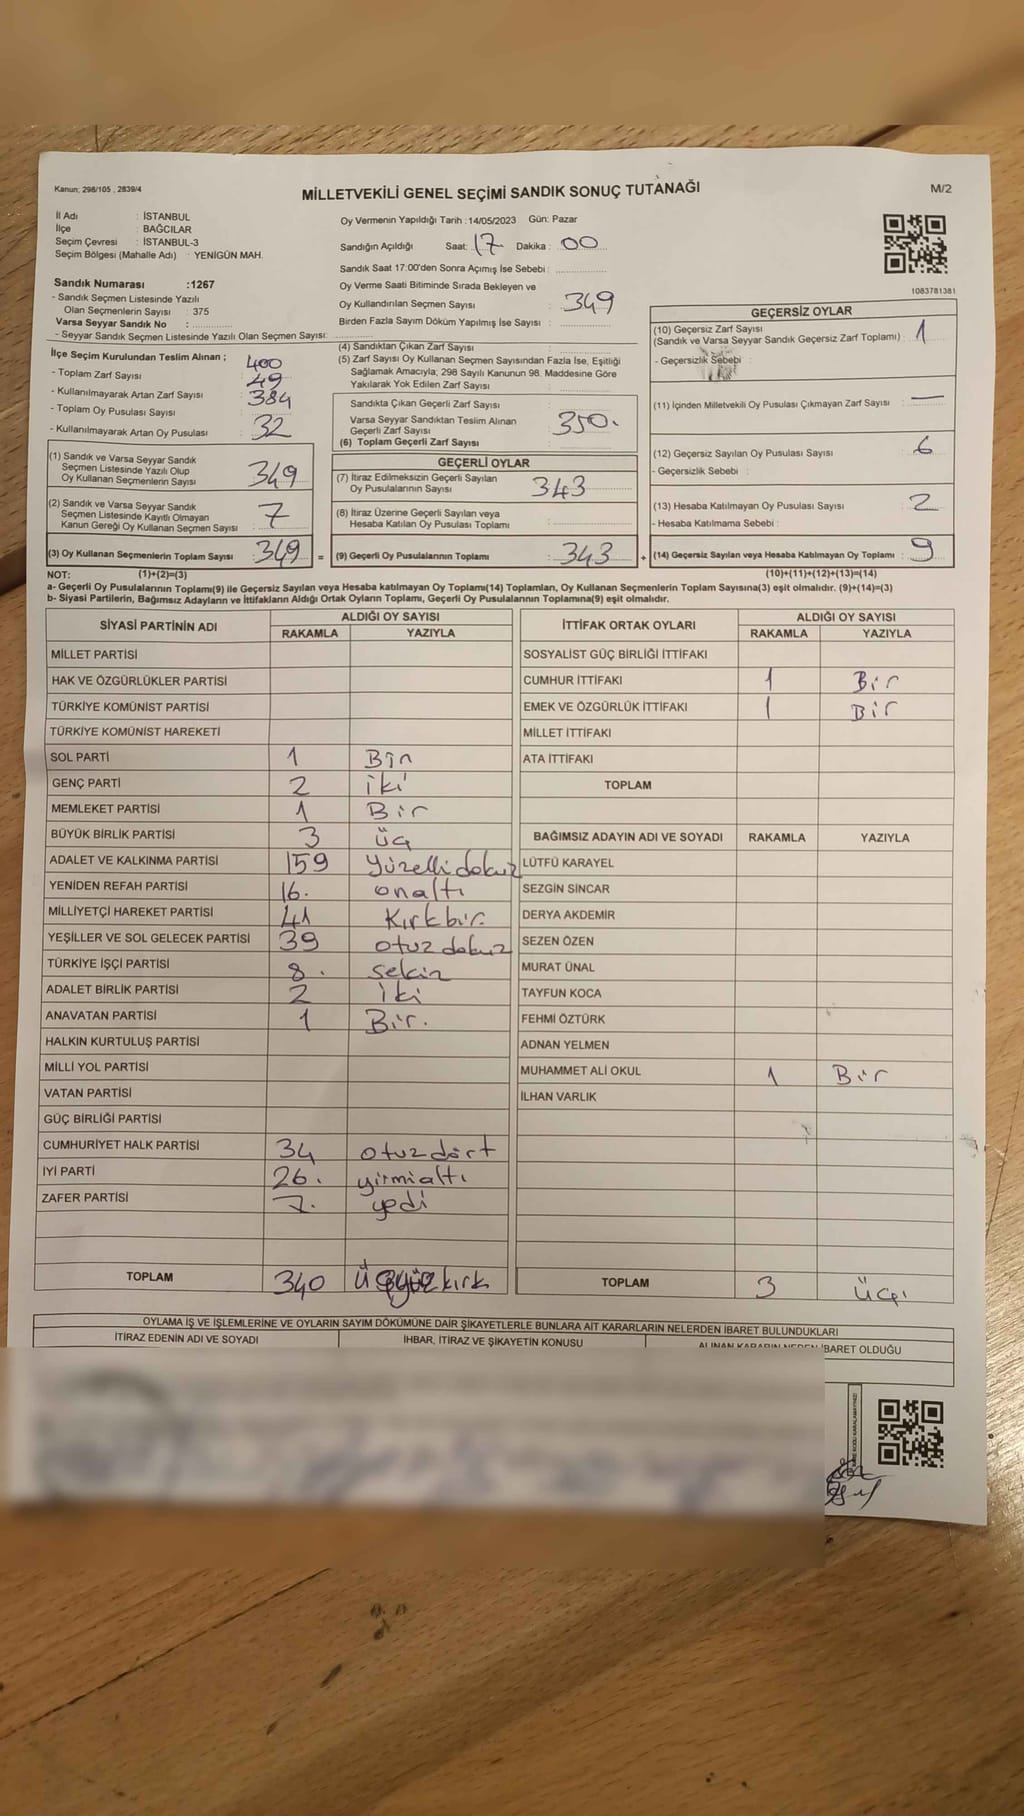 Kanun; 298/105 , 2839/4
MİLLETVEKİLİ GENEL SEÇİMİ SANDIK SONUÇ TUTANAĞI
M/2
İl Adı : İSTANBUL
İlçe : BAĞCILAR
Seçim Çevresi : İSTANBUL-3
Seçim Bölgesi (Mahalle Adı) : YENİGÜN MAH.
Oy Vermenin Yapıldığı Tarih : 14/05/2023 Gün: Pazar
Sandığın Açıldığı Saat: 17 Dakika : 00
Sandık Saat 17:00'den Sonra Açımış İse Sebebi :
Oy Verme Saati Bitiminde Sırada Bekleyen ve
Oy Kullandırılan Seçmen Sayısı : 349
Birden Fazla Sayım Döküm Yapılmış İse Sayısı :
1083781381
Sandık Numarası :1267
- Sandık Seçmen Listesinde Yazılı
Olan Seçmenlerin Sayısı : 375
Varsa Seyyar Sandık No :
- Seyyar Sandık Seçmen Listesinde Yazılı Olan Seçmen Sayısı:
İlçe Seçim Kurulundan Teslim Alınan ;
- Toplam Zarf Sayısı : 400
- Kullanılmayarak Artan Zarf Sayısı : 49
- Toplam Oy Pusulası Sayısı : 384
- Kullanılmayarak Artan Oy Pusulası : 32
(1) Sandık ve Varsa Seyyar Sandık
Seçmen Listesinde Yazılı Olup
Oy Kullanan Seçmenlerin Sayısı : 349
(2) Sandık ve Varsa Seyyar Sandık
Seçmen Listesinde Kayıtlı Olmayan
Kanun Gereği Oy Kullanan Seçmen Sayısı : 7
(3) Oy Kullanan Seçmenlerin Toplam Sayısı : 349 =
(4) Sandıktan Çıkan Zarf Sayısı :
(5) Zarf Sayısı Oy Kullanan Seçmen Sayısından Fazla İse, Eşitliği
Sağlamak Amacıyla; 298 Sayılı Kanunun 98. Maddesine Göre
Yakılarak Yok Edilen Zarf Sayısı :
Sandıkta Çıkan Geçerli Zarf Sayısı :
Varsa Seyyar Sandıktan Teslim Alınan
Geçerli Zarf Sayısı : 350.
(6) Toplam Geçerli Zarf Sayısı :
GEÇERLİ OYLAR
(7) İtiraz Edilmeksizin Geçerli Sayılan
Oy Pusulalarının Sayısı : 343
(8) İtiraz Üzerine Geçerli Sayılan veya
Hesaba Katılan Oy Pusulası Toplamı :
(9) Geçerli Oy Pusulalarının Toplamı : 343 +
GEÇERSİZ OYLAR
(10) Geçersiz Zarf Sayısı
(Sandık ve Varsa Seyyar Sandık Geçersiz Zarf Toplamı) : 1
- Geçersizlik Sebebi :
(11) İçinden Milletvekili Oy Pusulası Çıkmayan Zarf Sayısı : —
(12) Geçersiz Sayılan Oy Pusulası Sayısı : 6
- Geçersizlik Sebebi :
(13) Hesaba Katılmayan Oy Pusulası Sayısı : 2
- Hesaba Katılmama Sebebi :
(14) Geçersiz Sayılan veya Hesaba Katılmayan Oy Toplamı : 9
NOT: (1)+(2)=(3)
(10)+(11)+(12)+(13)=(14)
a- Geçerli Oy Pusulalarının Toplamı(9) ile Geçersiz Sayılan veya Hesaba katılmayan Oy Toplamı(14) Toplamları, Oy Kullanan Seçmenlerin Toplam Sayısına(3) eşit olmalıdır. (9)+(14)=(3)
b- Siyasi Partilerin, Bağımsız Adayların ve İttifakların Aldığı Ortak Oyların Toplamı, Geçerli Oy Pusulalarının Toplamına(9) eşit olmalıdır.
SİYASİ PARTİNİN ADI ALDIĞI OY SAYISI
RAKAMLA YAZIYLA
MİLLET PARTİSİ
HAK VE ÖZGÜRLÜKLER PARTİSİ
TÜRKİYE KOMÜNİST PARTİSİ
TÜRKİYE KOMÜNİST HAREKETİ
SOL PARTİ 1 Bir
GENÇ PARTİ 2 iki
MEMLEKET PARTİSİ 1 Bir
BÜYÜK BİRLİK PARTİSİ 3 üç
ADALET VE KALKINMA PARTİSİ 159 Yüzellidokuz
YENİDEN REFAH PARTİSİ 16. onaltı
MİLLİYETÇİ HAREKET PARTİSİ 41 Kırkbir.
YEŞİLLER VE SOL GELECEK PARTİSİ 39 otuzdokuz
TÜRKİYE İŞÇİ PARTİSİ 8. sekiz
ADALET BİRLİK PARTİSİ 2 iki
ANAVATAN PARTİSİ 1 Bir.
HALKIN KURTULUŞ PARTİSİ
MİLLİ YOL PARTİSİ
VATAN PARTİSİ
GÜÇ BİRLİĞİ PARTİSİ
CUMHURİYET HALK PARTİSİ 34 otuzdört
İYİ PARTİ 26. yirmialtı
ZAFER PARTİSİ 7. yedi
TOPLAM 340 Üçyüzkırk
İTTİFAK ORTAK OYLARI ALDIĞI OY SAYISI
RAKAMLA YAZIYLA
SOSYALİST GÜÇ BİRLİĞİ İTTİFAKI
CUMHUR İTTİFAKI 1 Bir
EMEK VE ÖZGÜRLÜK İTTİFAKI 1 Bir
MİLLET İTTİFAKI
ATA İTTİFAKI
TOPLAM
BAĞIMSIZ ADAYIN ADI VE SOYADI RAKAMLA YAZIYLA
LÜTFÜ KARAYEL
SEZGİN SİNCAR
DERYA AKDEMİR
SEZEN ÖZEN
MURAT ÜNAL
TAYFUN KOCA
FEHMİ ÖZTÜRK
ADNAN YELMEN
MUHAMMET ALİ OKUL 1 Bir
İLHAN VARLIK
TOPLAM 3 Üç.
OYLAMA İŞ VE İŞLEMLERİNE VE OYLARIN SAYIM DÖKÜMÜNE DAİR ŞİKAYETLERLE BUNLARA AİT KARARLARIN NELERDEN İBARET BULUNDUKLARI
İTİRAZ EDENİN ADI VE SOYADI İHBAR, İTİRAZ VE ŞİKAYETİN KONUSU ALINAN KARARIN NEDEN İBARET OLDUĞU